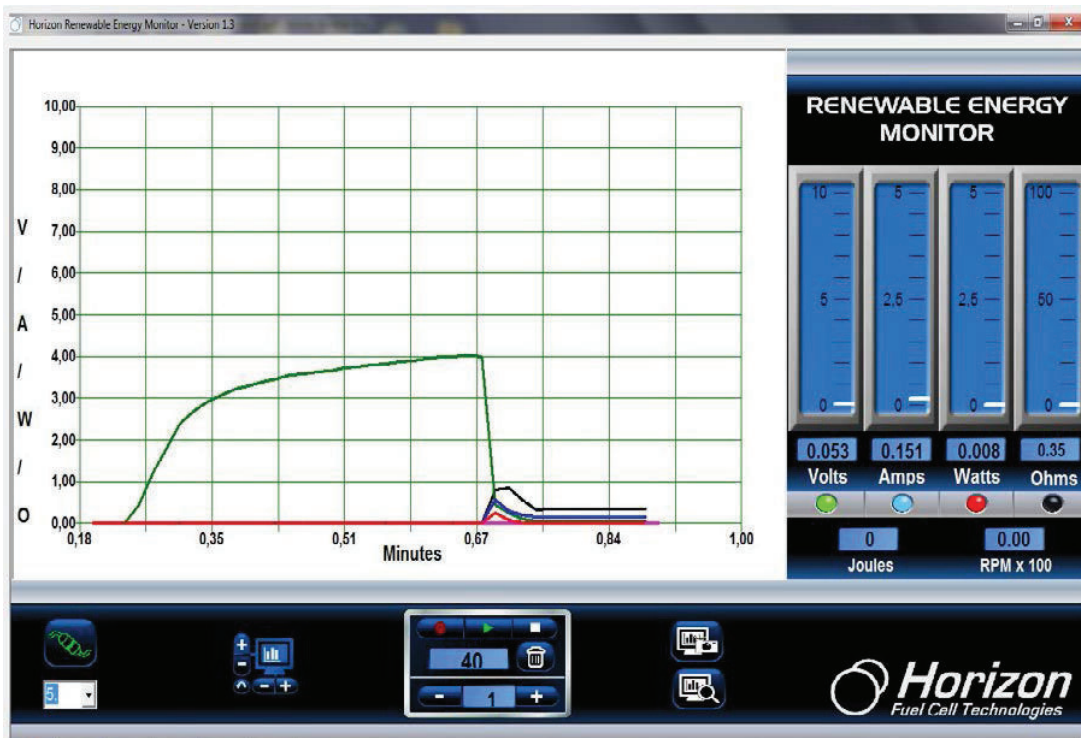 Horizon Renewable Energy Monitor - Version 1.3
RENEWABLE ENERGY
MONITOR
10,00
9,00
8,00
7,00
6,00
5,00
4,00
3,00
2,00
1,00
0,00
V
/
A
/
W
/
O
0,18 0,35 0,51 0,67 0,84 1,00
Minutes
10 5 5 100
5 2,5 2,5 50
0 0 0 0
0.053 0.151 0.008 0.35
Volts Amps Watts Ohms
0 0.00
Joules RPM x 100
5.
40
- 1 +
+
-
^ - +
Horizon
Fuel Cell Technologies